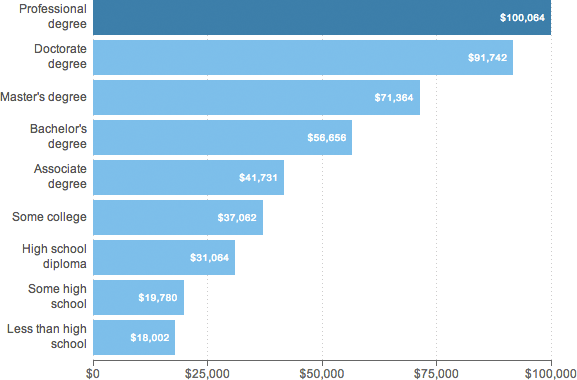 Professional
degree
$100,064
Doctorate
degree
$91,742
Master's degree
$71,364
Bachelor's
degree
$56,656
Associate
degree
$41,731
Some college
$37,062
High school
diploma
$31,064
Some high
school
$19,780
Less than high
school
$18,002
$0
$25,000
$50,000
$75,000
$100,000